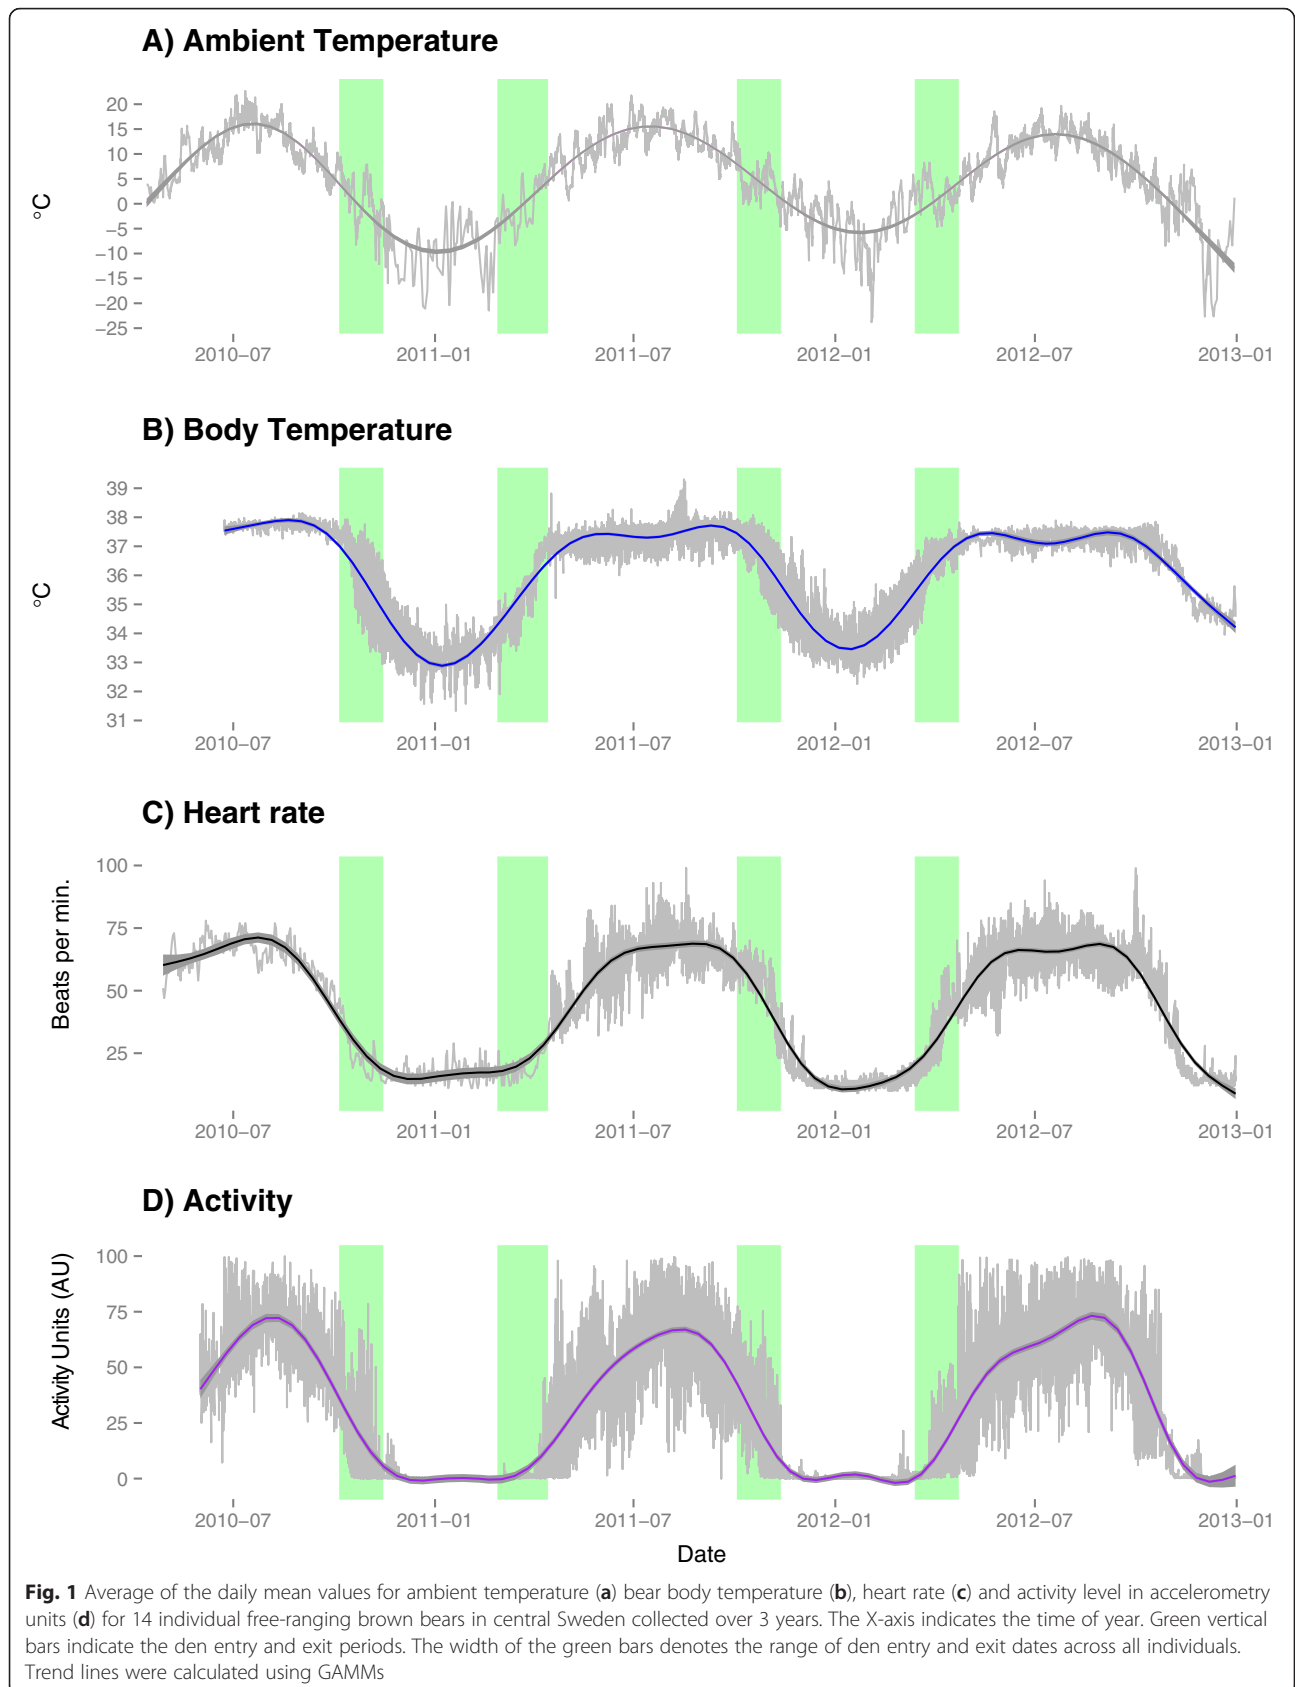 A) Ambient Temperature
°C
20
15
10
5
0
−5
−10
−15
−20
−25
2010−07 2011−01 2011−07 2012−01 2012−07 2013−01
B) Body Temperature
°C
39
38
37
36
35
34
33
32
31
2010−07 2011−01 2011−07 2012−01 2012−07 2013−01
C) Heart rate
Beats per min.
100
75
50
25
2010−07 2011−01 2011−07 2012−01 2012−07 2013−01
D) Activity
Activity Units (AU)
100
75
50
25
0
2010−07 2011−01 2011−07 2012−01 2012−07 2013−01
Date
Fig. 1 Average of the daily mean values for ambient temperature (a) bear body temperature (b), heart rate (c) and activity level in accelerometry
units (d) for 14 individual free-ranging brown bears in central Sweden collected over 3 years. The X-axis indicates the time of year. Green vertical
bars indicate the den entry and exit periods. The width of the green bars denotes the range of den entry and exit dates across all individuals.
Trend lines were calculated using GAMMs